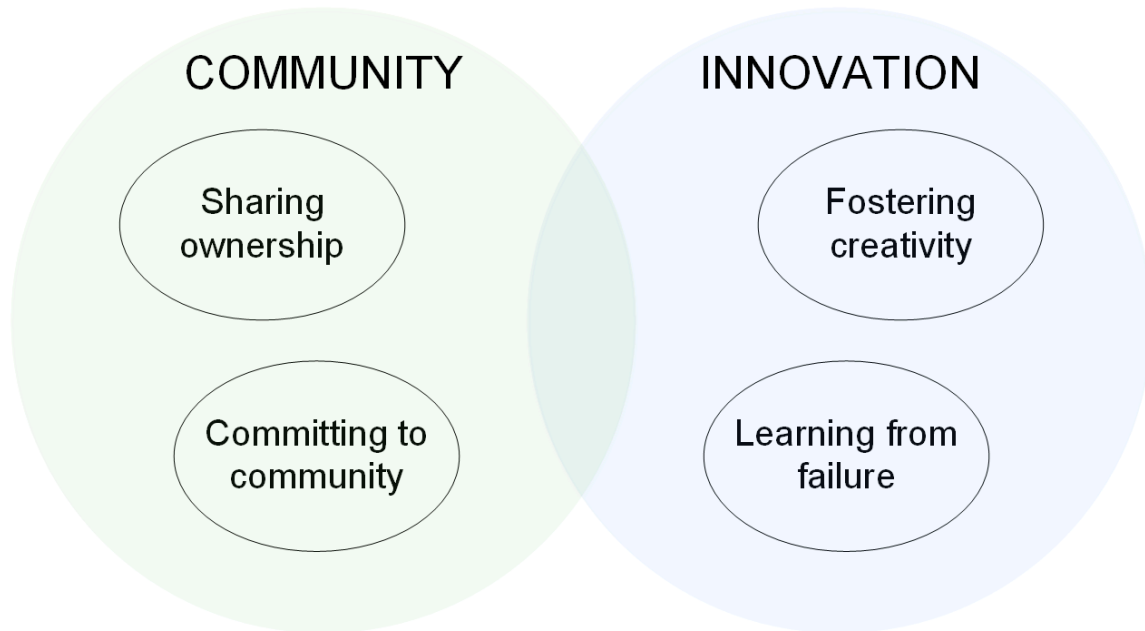 COMMUNITY
Sharing
ownership
Committing to
community
INNOVATION
Fostering
creativity
Learning from
failure